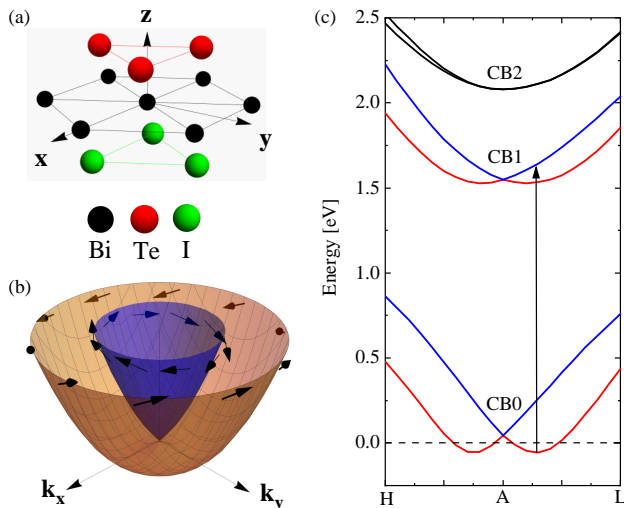 (a)
z
x
y
Bi Te I
(b)
kx
ky
(c)
Energy [eV]
2.5
2.0
1.5
1.0
0.5
0.0
CB2
CB1
CB0
H A L